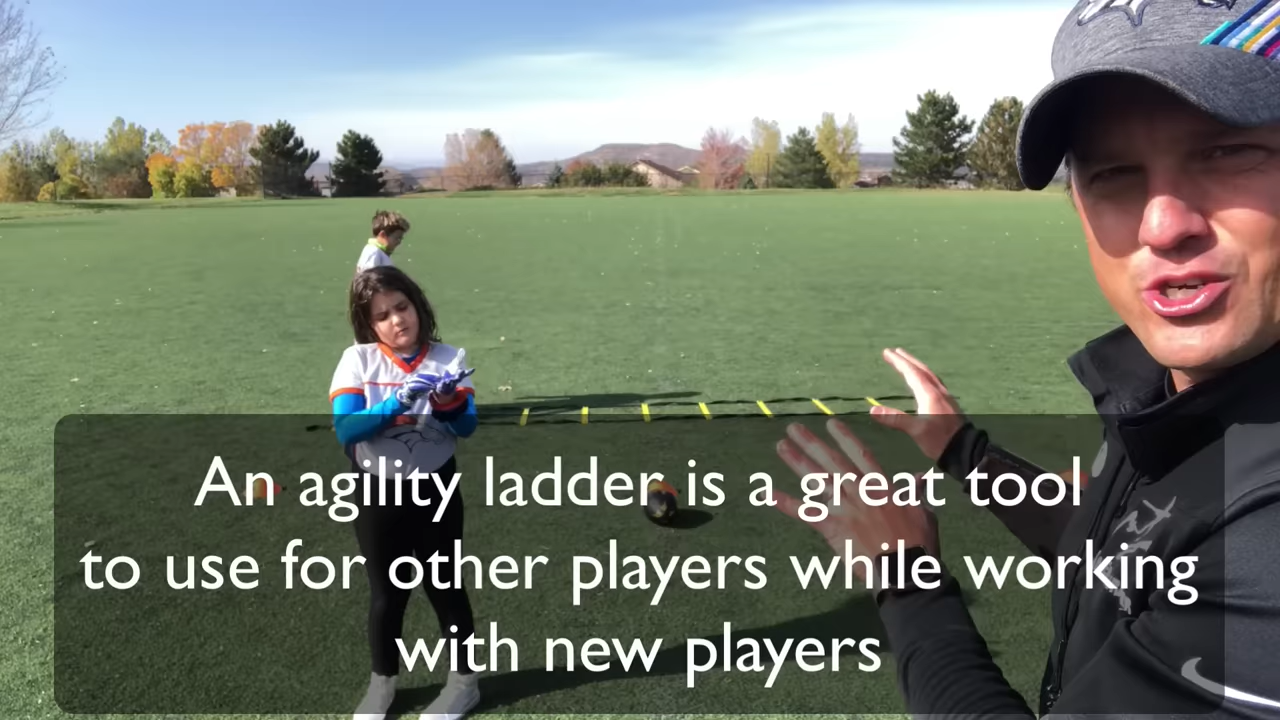 An agility ladder is a great tool
to use for other players while working
with new players